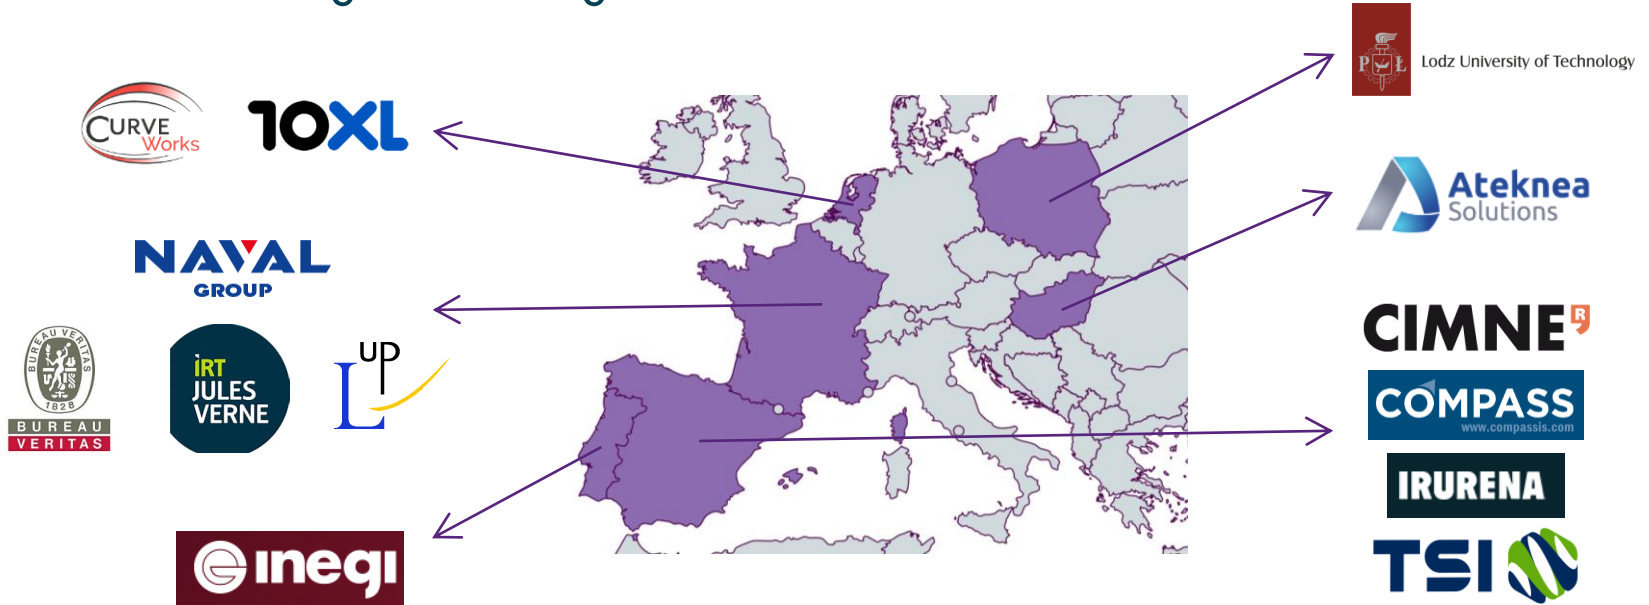 CURVE
Works
10XL
NAVAL
GROUP
BUREAU VERITAS
1828
BUREAU
VERITAS
iRT
JULES
VERNE
LUP
inegi
P Ł
Lodz University of Technology
Ateknea
Solutions
CIMNE R
COMPASS
www.compassis.com
IRURENA
TSI